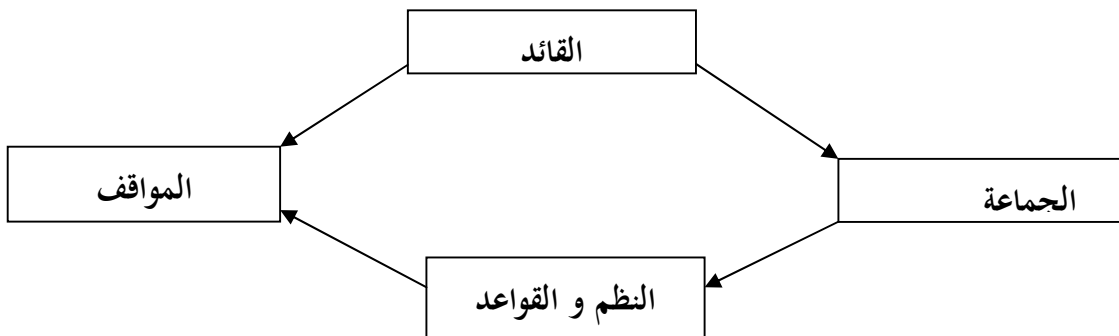 القائد
الجماعة
المواقف
النظم و القواعد